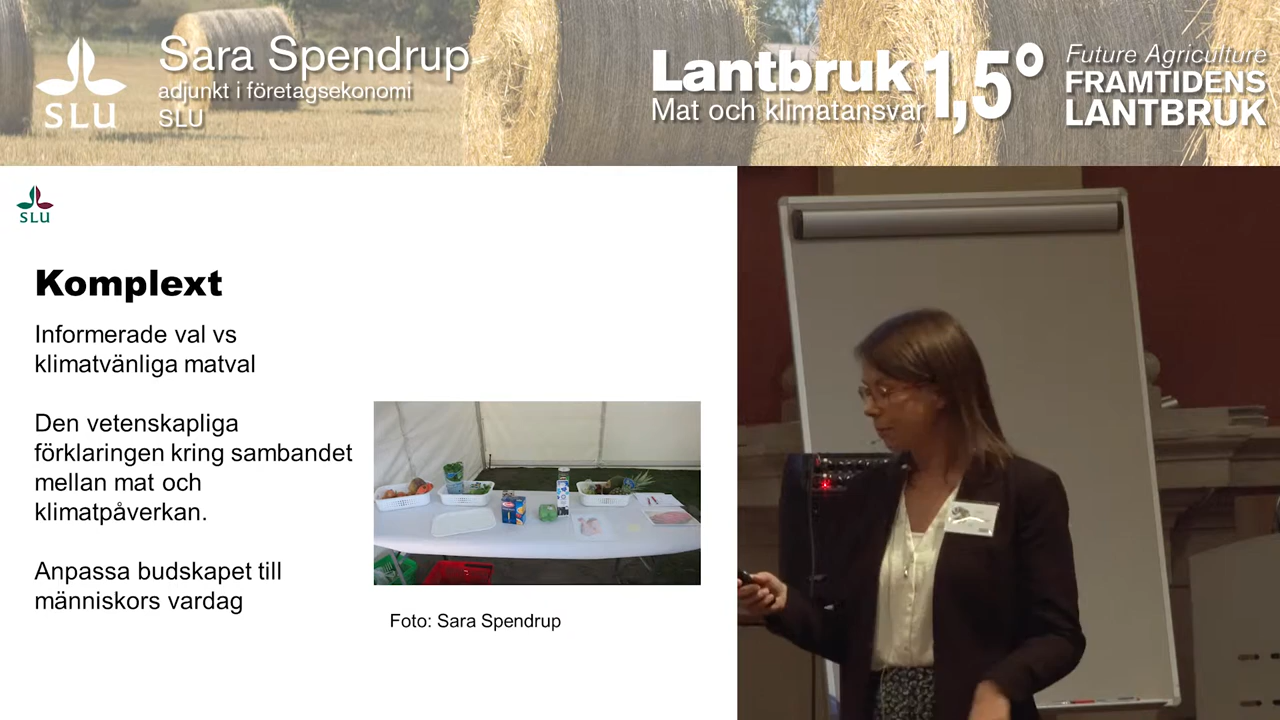 SLU
Sara Spendrup
adjunkt i företagsekonomi
SLU
Lantbruk 1,5°
Mat och klimatansvar
Future Agriculture
FRAMTIDENS
LANTBRUK
SLU
Komplext
Informerade val vs
klimatvänliga matval
Den vetenskapliga
förklaringen kring sambandet
mellan mat och
klimatpåverkan.
Anpassa budskapet till
människors vardag
Foto: Sara Spendrup